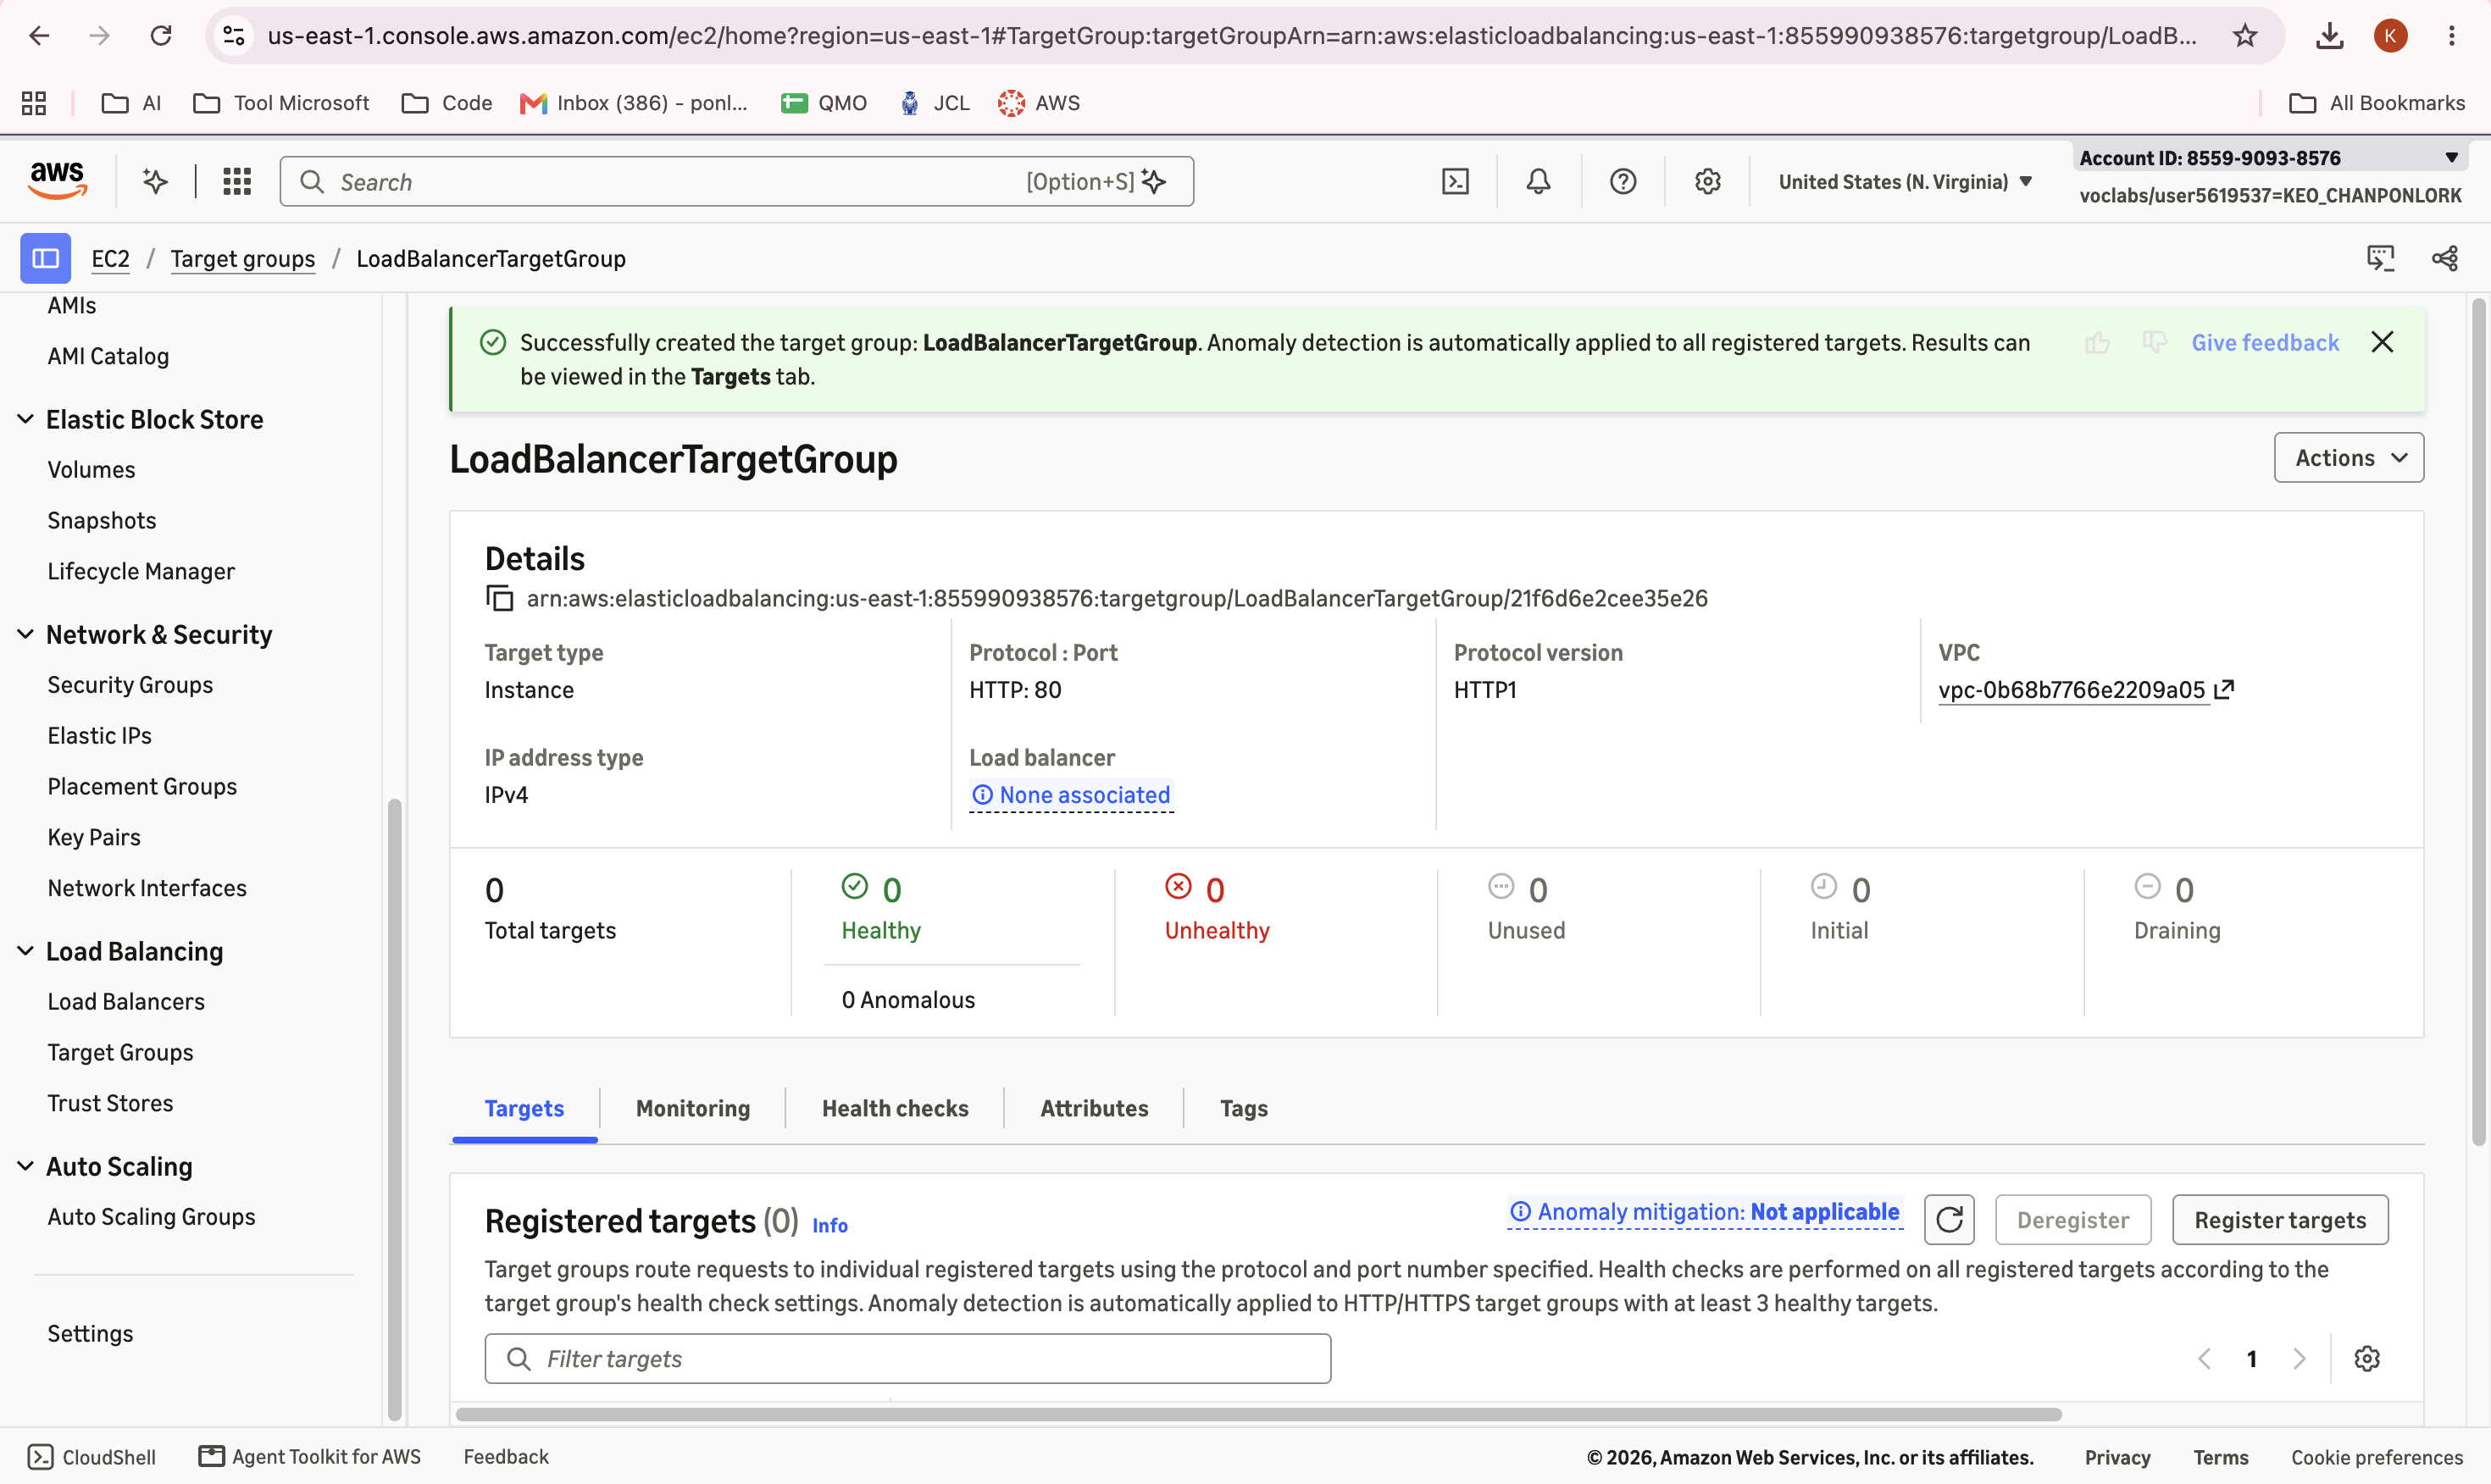 us-east-1.console.aws.amazon.com/ec2/home?region=us-east-1#TargetGroup:targetGroupArn=arn:aws:elasticloadbalancing:us-east-1:855990938576:targetgroup/LoadB...
K
AI
Tool Microsoft
Code
Inbox (386) - ponl...
QMO
JCL
AWS
All Bookmarks
aws
Search
[Option+S]
United States (N. Virginia)
Account ID: 8559-9093-8576
voclabs/user5619537=KEO_CHANPONLORK
EC2 / Target groups / LoadBalancerTargetGroup
AMIs
AMI Catalog
Elastic Block Store
Volumes
Snapshots
Lifecycle Manager
Network & Security
Security Groups
Elastic IPs
Placement Groups
Key Pairs
Network Interfaces
Load Balancing
Load Balancers
Target Groups
Trust Stores
Auto Scaling
Auto Scaling Groups
Settings
Successfully created the target group: LoadBalancerTargetGroup. Anomaly detection is automatically applied to all registered targets. Results can
be viewed in the Targets tab.
Give feedback
LoadBalancerTargetGroup
Actions
Details
arn:aws:elasticloadbalancing:us-east-1:855990938576:targetgroup/LoadBalancerTargetGroup/21f6d6e2cee35e26
Target type
Instance
Protocol : Port
HTTP: 80
Protocol version
HTTP1
VPC
vpc-0b68b7766e2209a05
IP address type
IPv4
Load balancer
None associated
0
Total targets
0
Healthy
0 Anomalous
0
Unhealthy
0
Unused
0
Initial
0
Draining
Targets
Monitoring
Health checks
Attributes
Tags
Registered targets (0) Info
Anomaly mitigation: Not applicable
Deregister
Register targets
Target groups route requests to individual registered targets using the protocol and port number specified. Health checks are performed on all registered targets according to the
target group's health check settings. Anomaly detection is automatically applied to HTTP/HTTPS target groups with at least 3 healthy targets.
Filter targets
1
CloudShell
Agent Toolkit for AWS
Feedback
© 2026, Amazon Web Services, Inc. or its affiliates.
Privacy
Terms
Cookie preferences